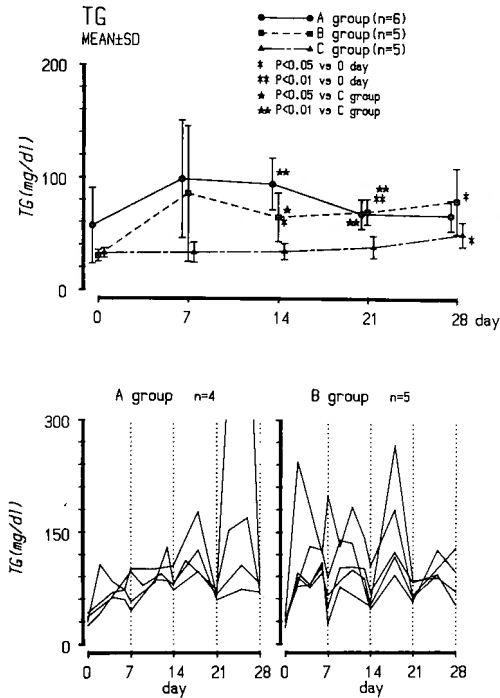 TG
MEAN±SD
A group(n=6)
B group(n=5)
C group(n=5)
* P<0.05 vs 0 day
** P<0.01 vs 0 day
★ P<0.05 vs C group
★★ P<0.01 vs C group
TG(mg/dl)
200
100
0
★★
★
*
★★
★★
**
*
*
0 7 14 21 28 day
A group n=4
B group n=5
TG(mg/dl)
300
150
0
0 7 14 21 28
day
0 7 14 21 28
day